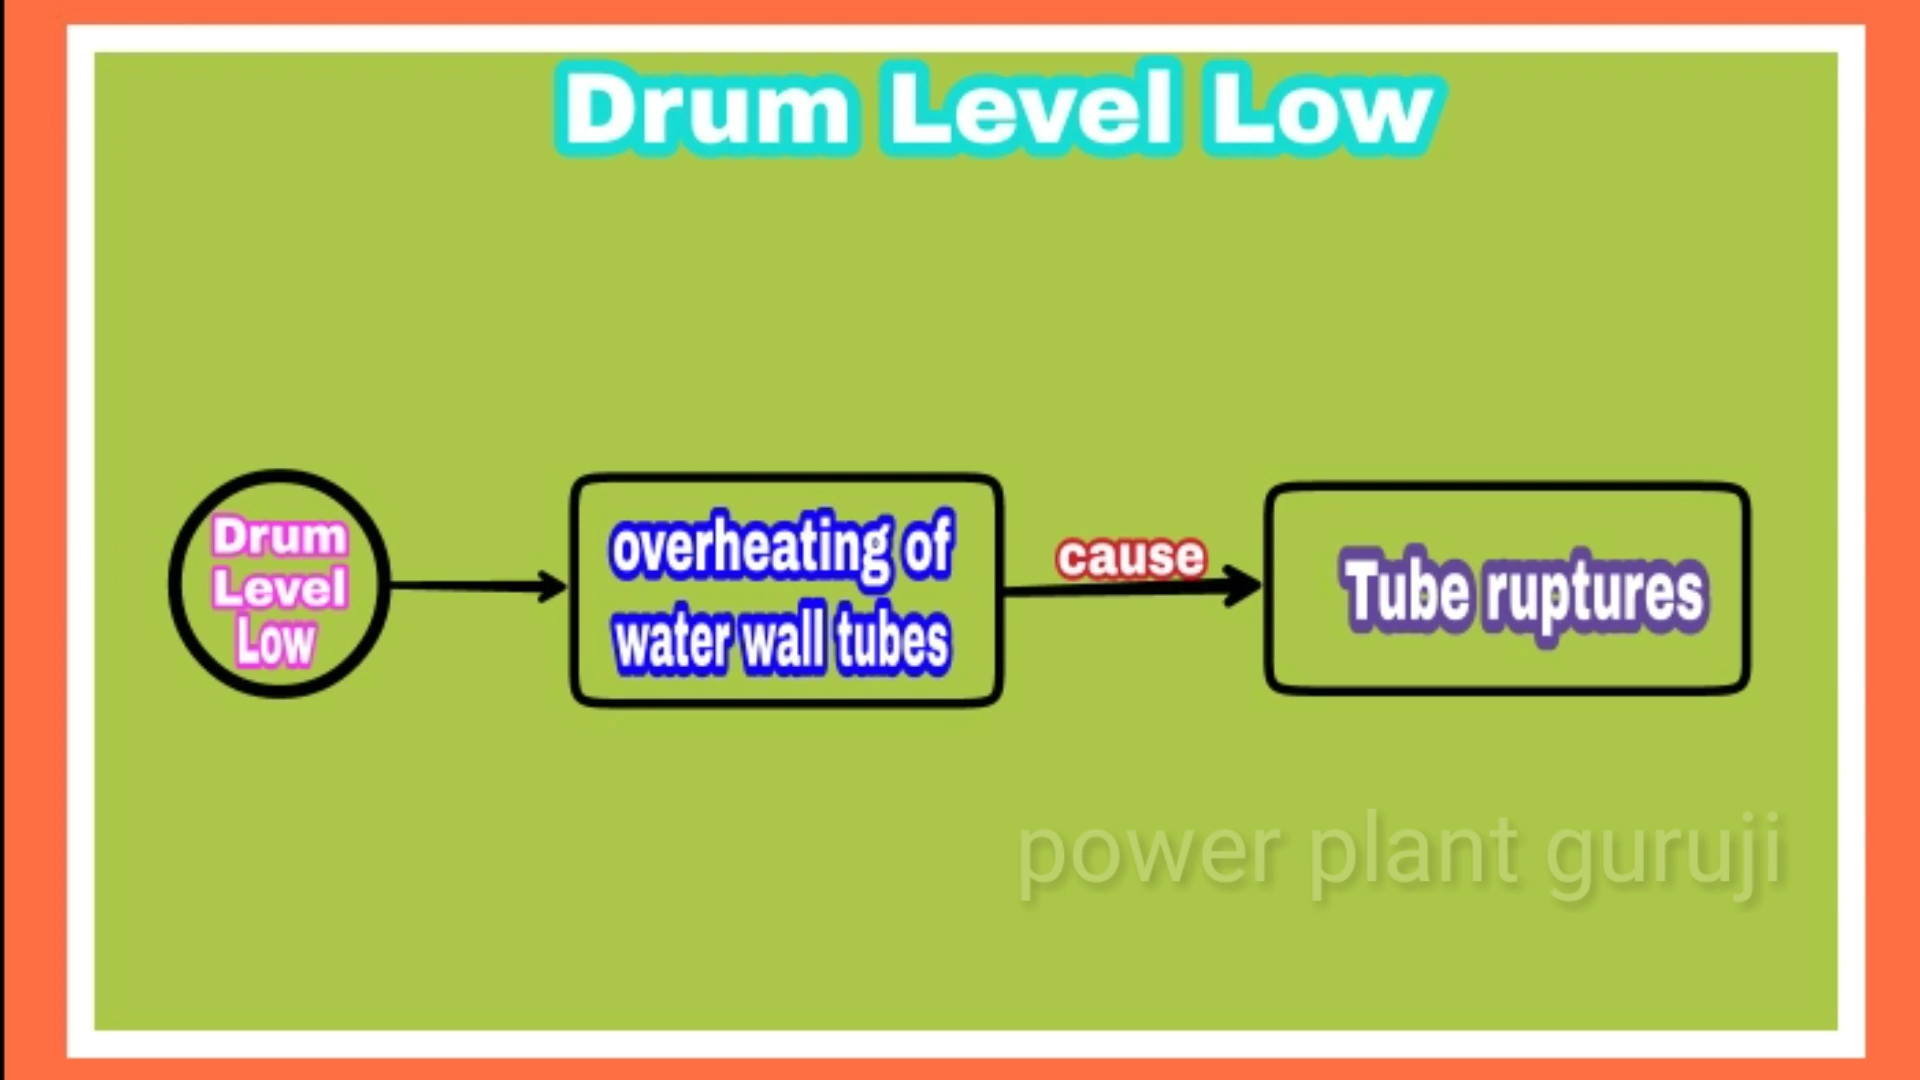 Drum Level Low
Drum
Level
Low
overheating of
water wall tubes
cause
Tube ruptures
power plant guruji